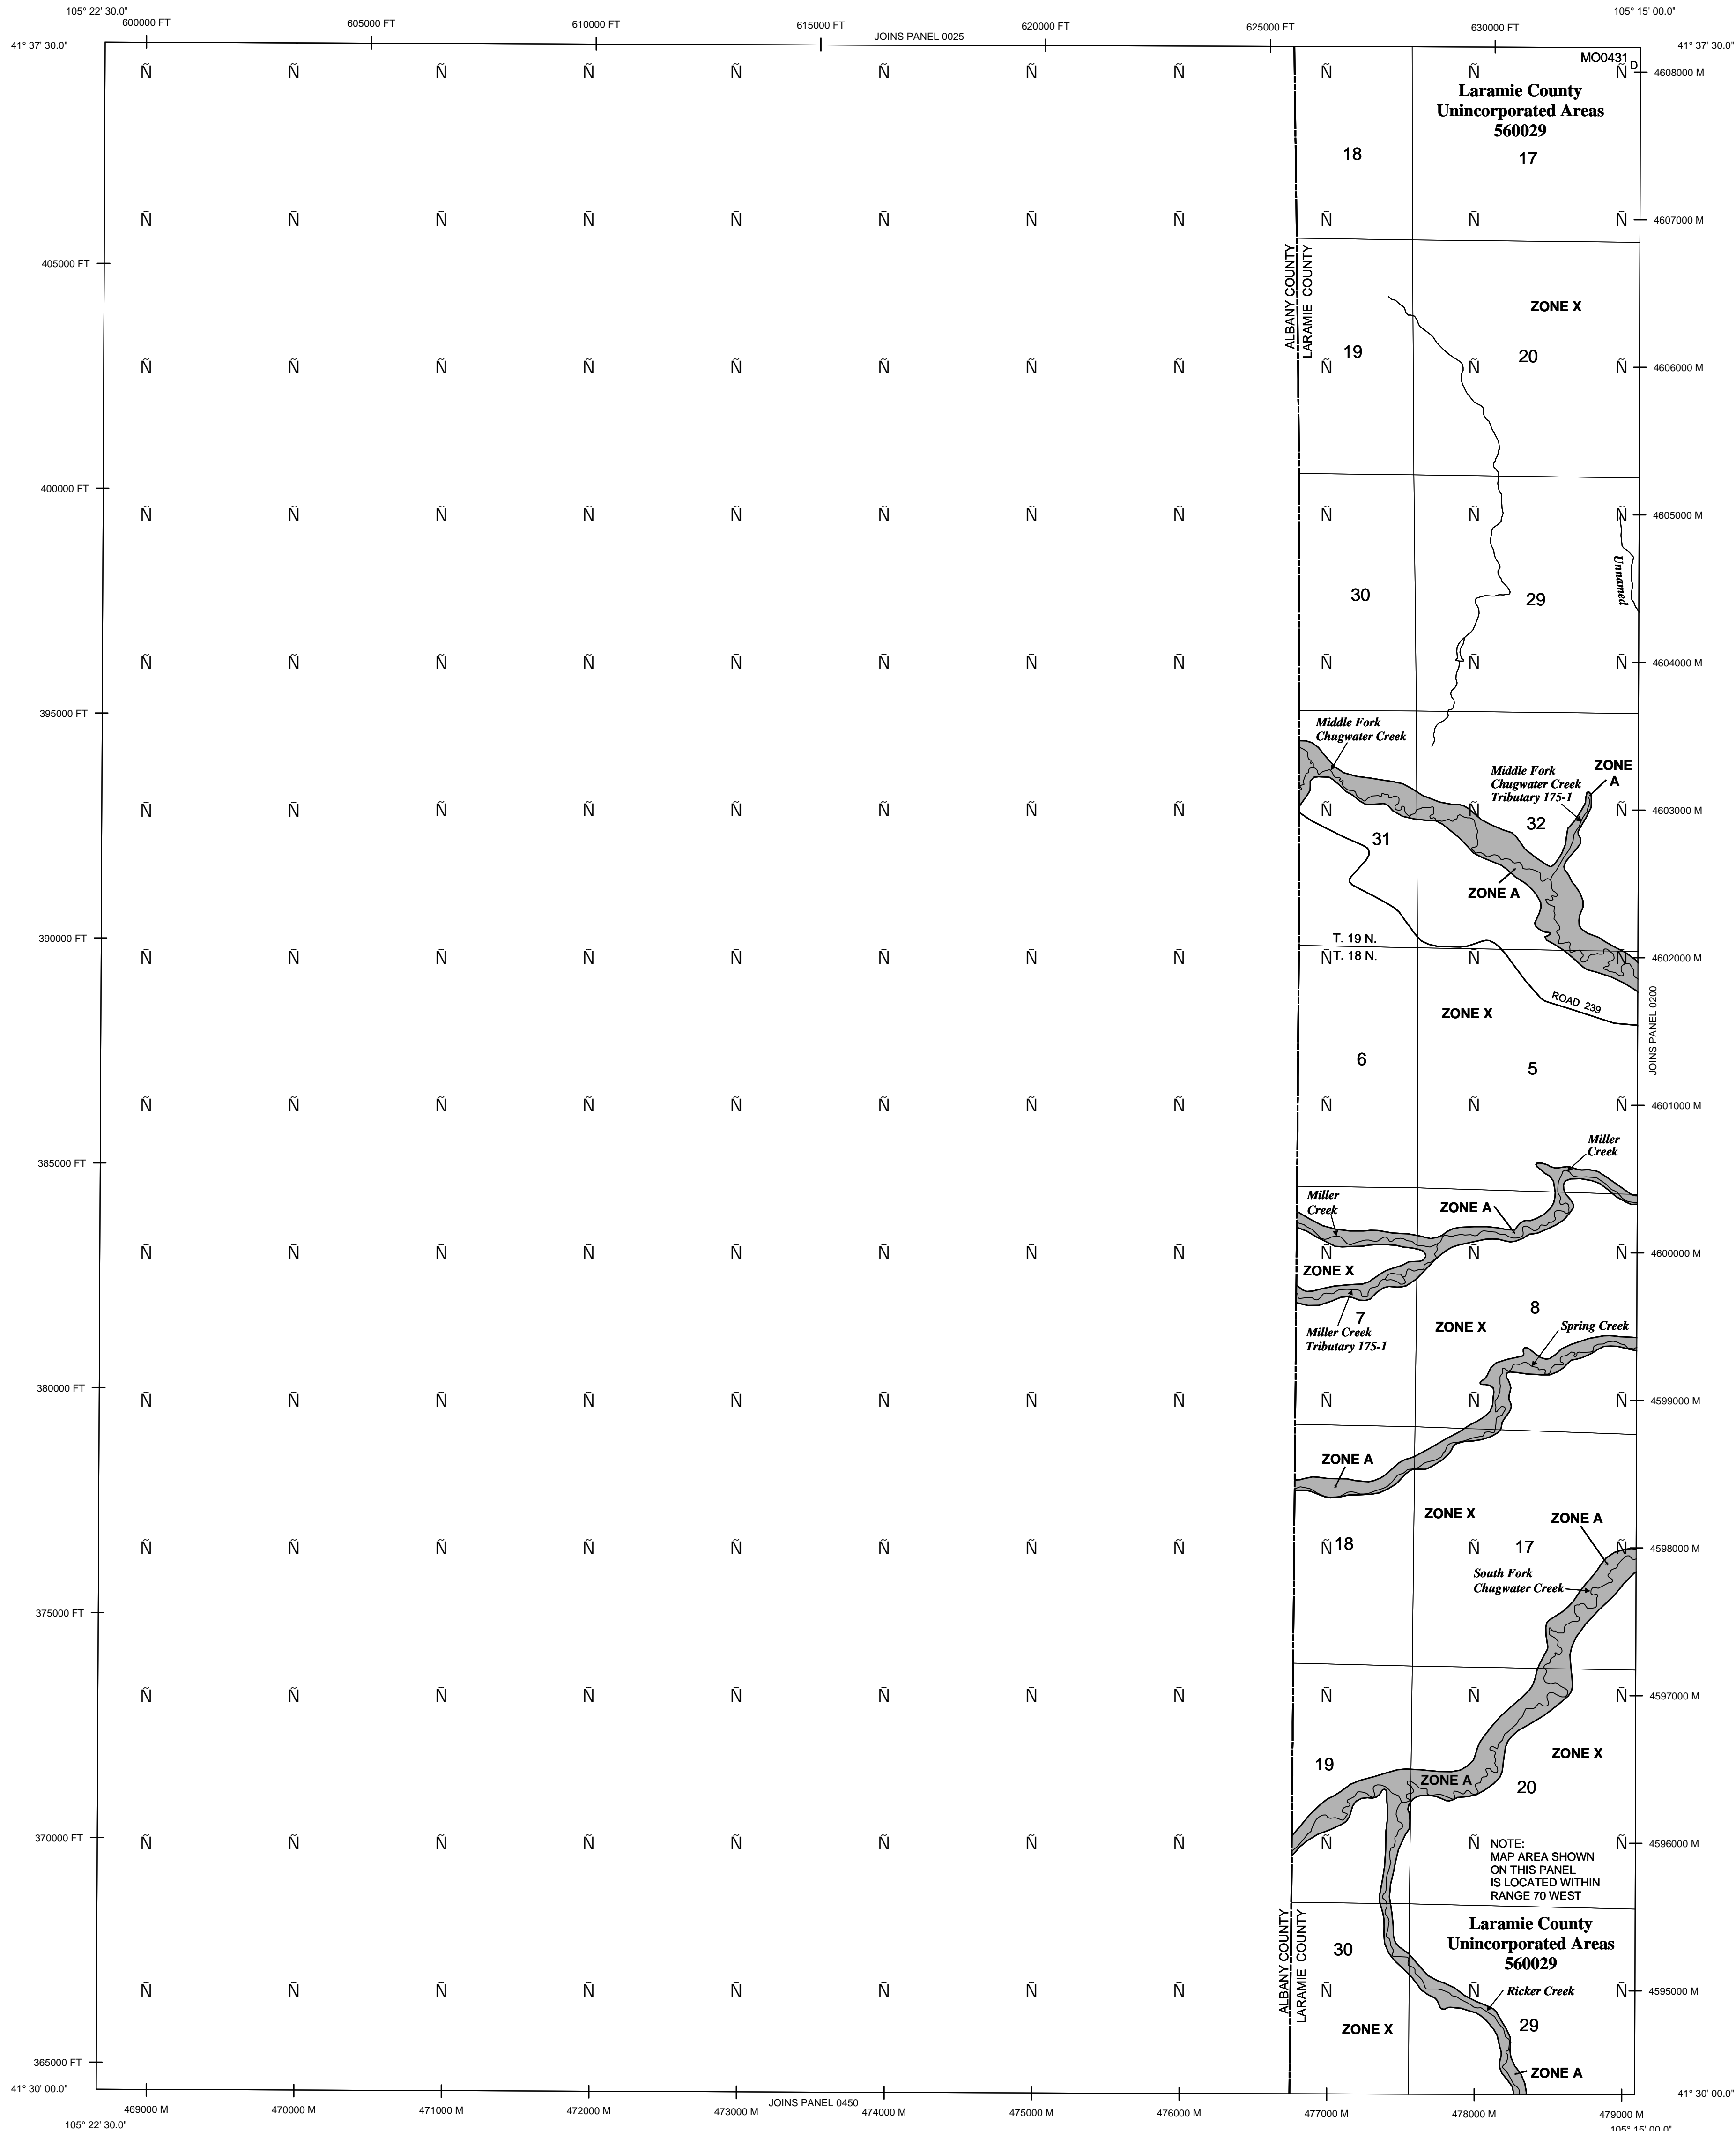 105° 22' 30.0"
105° 15' 00.0"
600000 FT
605000 FT
610000 FT
615000 FT
620000 FT
625000 FT
630000 FT
JOINS PANEL 0025
41° 37' 30.0"
41° 37' 30.0"
MO0431
D
Ñ Ñ Ñ Ñ Ñ Ñ Ñ Ñ Ñ Ñ Ñ
4608000 M
Laramie County
Unincorporated Areas
560029
18
17
Ñ Ñ Ñ Ñ Ñ Ñ Ñ Ñ Ñ Ñ Ñ
4607000 M
405000 FT
ALBANY COUNTY
LARAMIE COUNTY
ZONE X
19
20
Ñ Ñ Ñ Ñ Ñ Ñ Ñ Ñ Ñ Ñ
4606000 M
400000 FT
Ñ Ñ Ñ Ñ Ñ Ñ Ñ Ñ Ñ Ñ Ñ
4605000 M
Unnamed
30
29
Ñ Ñ Ñ Ñ Ñ Ñ Ñ Ñ Ñ Ñ Ñ
4604000 M
395000 FT
Middle Fork
Chugwater Creek
Middle Fork
Chugwater Creek
Tributary 175-1
ZONE
A
Ñ Ñ Ñ Ñ Ñ Ñ Ñ Ñ Ñ Ñ Ñ
4603000 M
32
31
ZONE A
390000 FT
T. 19 N.
T. 18 N.
Ñ Ñ Ñ Ñ Ñ Ñ Ñ Ñ Ñ Ñ Ñ
4602000 M
ROAD 239
JOINS PANEL 0200
ZONE X
6
5
Ñ Ñ Ñ Ñ Ñ Ñ Ñ Ñ Ñ Ñ Ñ
4601000 M
385000 FT
Miller
Creek
Miller
Creek
ZONE A
Ñ Ñ Ñ Ñ Ñ Ñ Ñ Ñ Ñ Ñ Ñ
4600000 M
ZONE X
8
7
ZONE X
Spring Creek
Miller Creek
Tributary 175-1
380000 FT
Ñ Ñ Ñ Ñ Ñ Ñ Ñ Ñ Ñ Ñ Ñ
4599000 M
ZONE A
ZONE X
ZONE A
Ñ Ñ Ñ Ñ Ñ Ñ Ñ Ñ Ñ Ñ Ñ
4598000 M
18
17
South Fork
Chugwater Creek
375000 FT
Ñ Ñ Ñ Ñ Ñ Ñ Ñ Ñ Ñ Ñ Ñ
4597000 M
ZONE X
19
ZONE A
20
370000 FT
Ñ Ñ Ñ Ñ Ñ Ñ Ñ Ñ Ñ Ñ Ñ
4596000 M
NOTE:
MAP AREA SHOWN
ON THIS PANEL
IS LOCATED WITHIN
RANGE 70 WEST
ALBANY COUNTY
LARAMIE COUNTY
Laramie County
Unincorporated Areas
560029
30
Ñ Ñ Ñ Ñ Ñ Ñ Ñ Ñ Ñ Ñ Ñ
4595000 M
Ricker Creek
29
ZONE X
365000 FT
ZONE A
41° 30' 00.0"
41° 30' 00.0"
JOINS PANEL 0450
469000 M
470000 M
471000 M
472000 M
473000 M
474000 M
475000 M
476000 M
477000 M
478000 M
479000 M
105° 22' 30.0"
105° 15' 00.0"